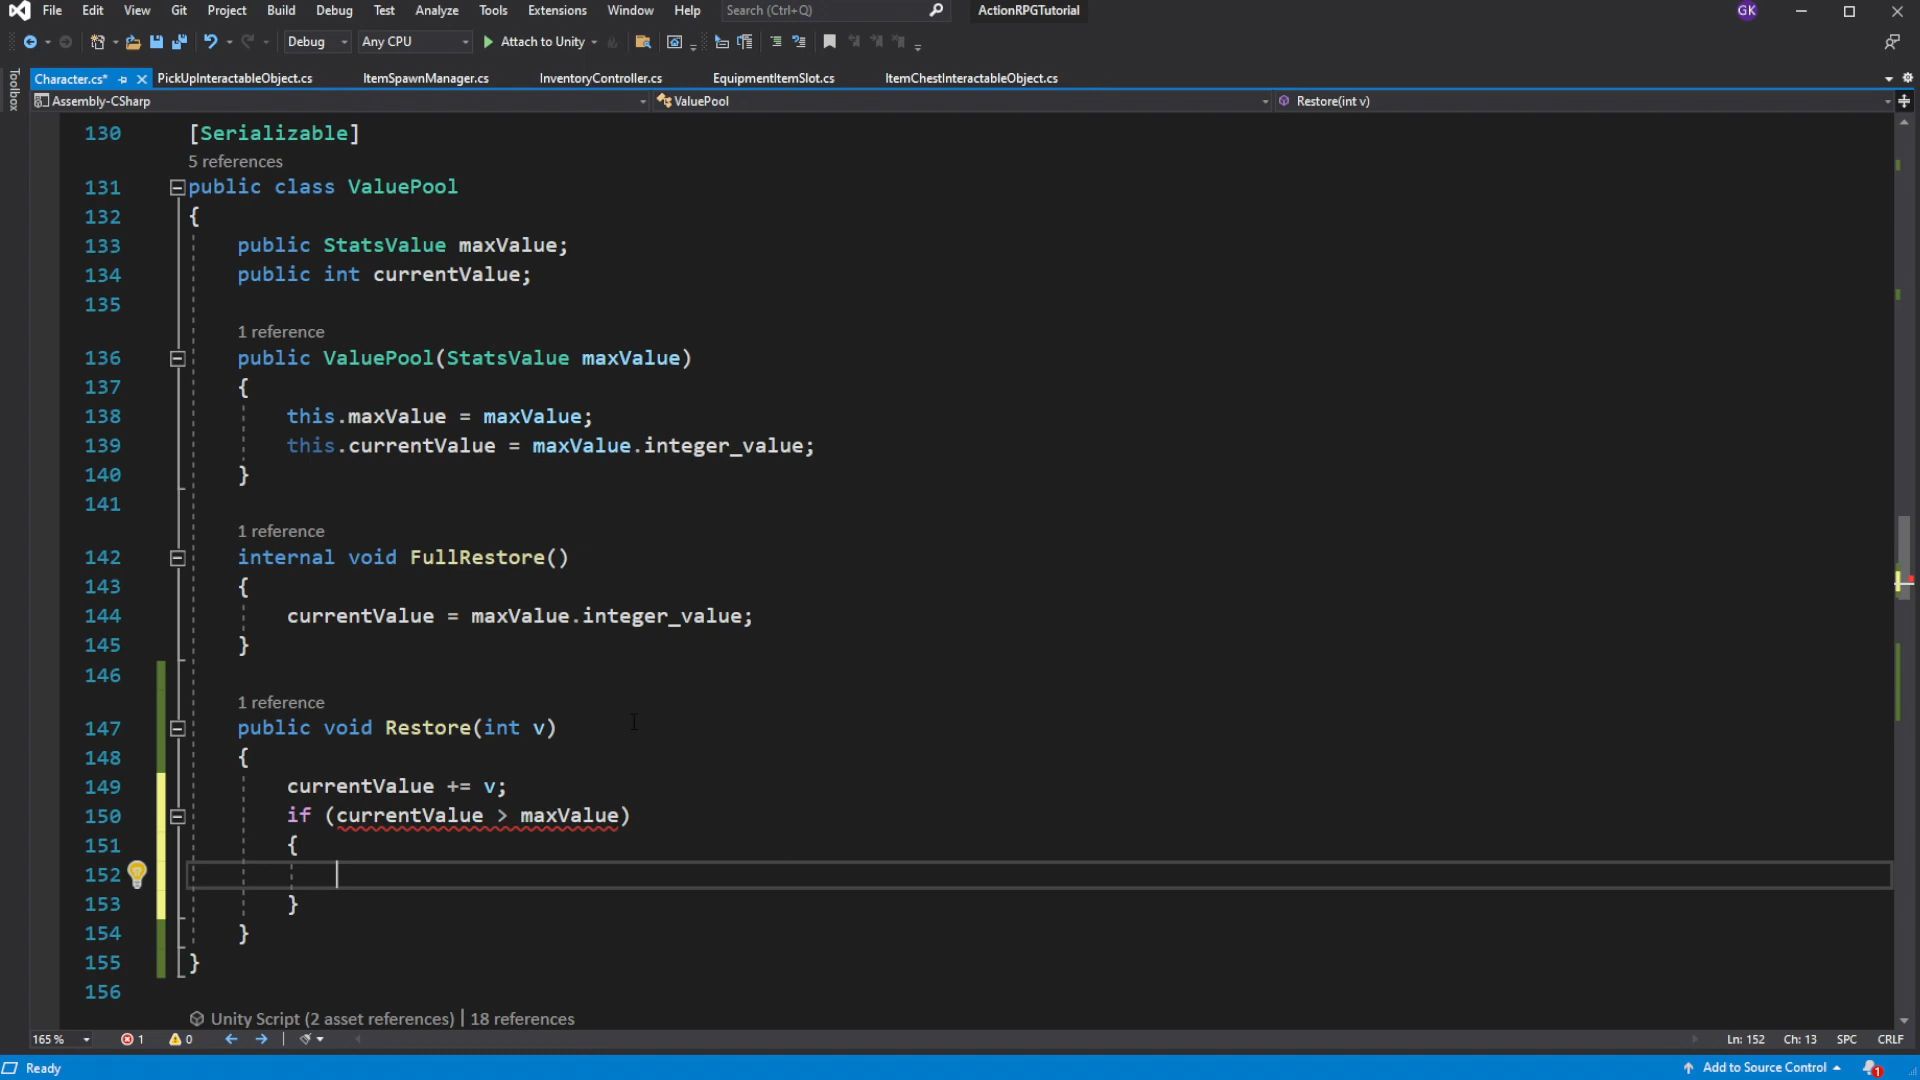 File Edit View Git Project Build Debug Test Analyze Tools Extensions Window Help Search (Ctrl+Q) ActionRPGTutorial GK
Debug Any CPU Attach to Unity
Character.cs* PickUpInteractableObject.cs ItemSpawnManager.cs InventoryController.cs EquipmentItemSlot.cs ItemChestInteractableObject.cs
Toolbox
Assembly-CSharp ValuePool Restore(int v)
130 [Serializable]
5 references
131 public class ValuePool
132 {
133 public StatsValue maxValue;
134 public int currentValue;
135
1 reference
136 public ValuePool(StatsValue maxValue)
137 {
138 this.maxValue = maxValue;
139 this.currentValue = maxValue.integer_value;
140 }
141
1 reference
142 internal void FullRestore()
143 {
144 currentValue = maxValue.integer_value;
145 }
146
1 reference
147 public void Restore(int v)
148 {
149 currentValue += v;
150 if (currentValue > maxValue)
151 {
152
153 }
154 }
155 }
156
Unity Script (2 asset references) | 18 references
165 % 1 0 Ln: 152 Ch: 13 SPC CRLF
Ready Add to Source Control 1